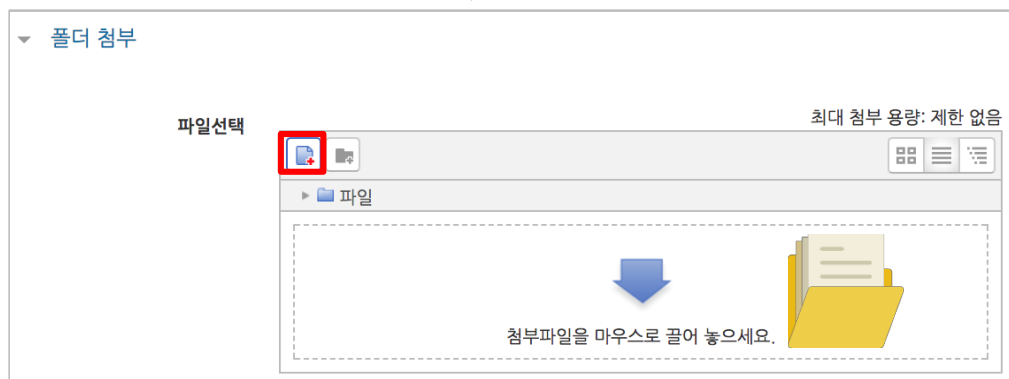 폴더 첨부
최대 첨부 용량: 제한 없음
파일선택
파일
첨부파일을 마우스로 끌어 놓으세요.